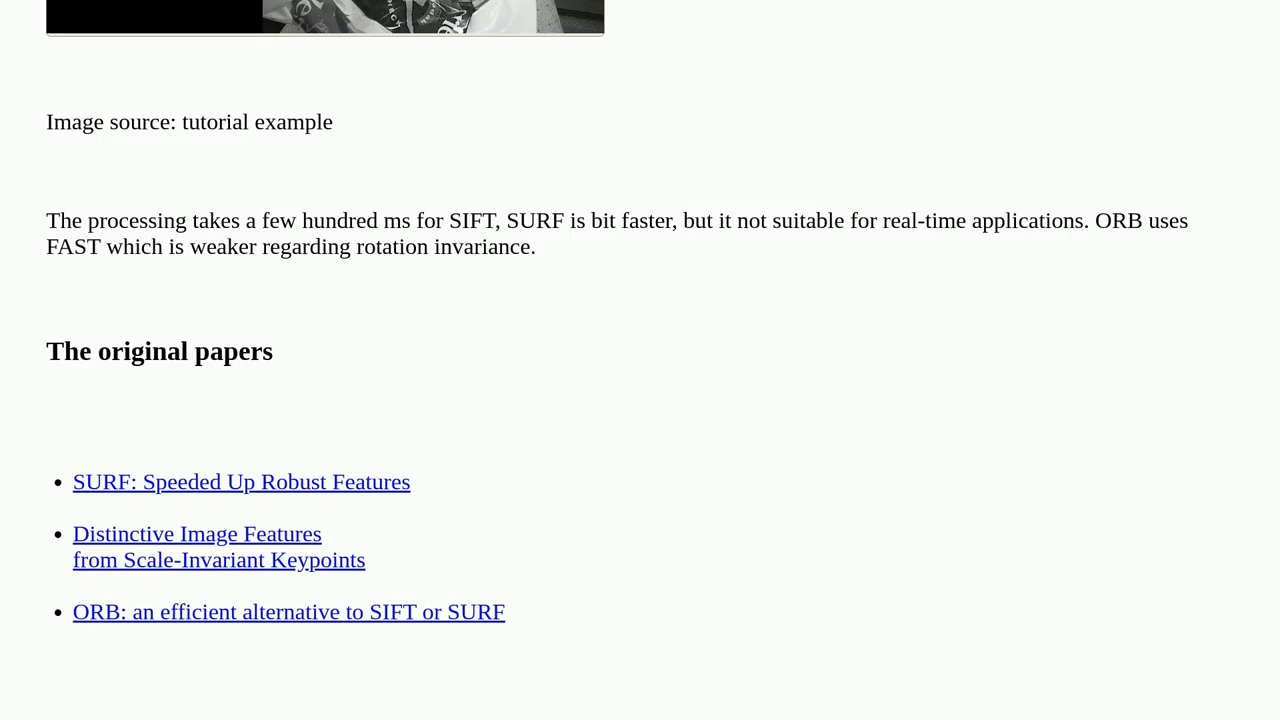 Image source: tutorial example
The processing takes a few hundred ms for SIFT, SURF is bit faster, but it not suitable for real-time applications. ORB uses
FAST which is weaker regarding rotation invariance.
The original papers
• SURF: Speeded Up Robust Features
• Distinctive Image Features
from Scale-Invariant Keypoints
• ORB: an efficient alternative to SIFT or SURF